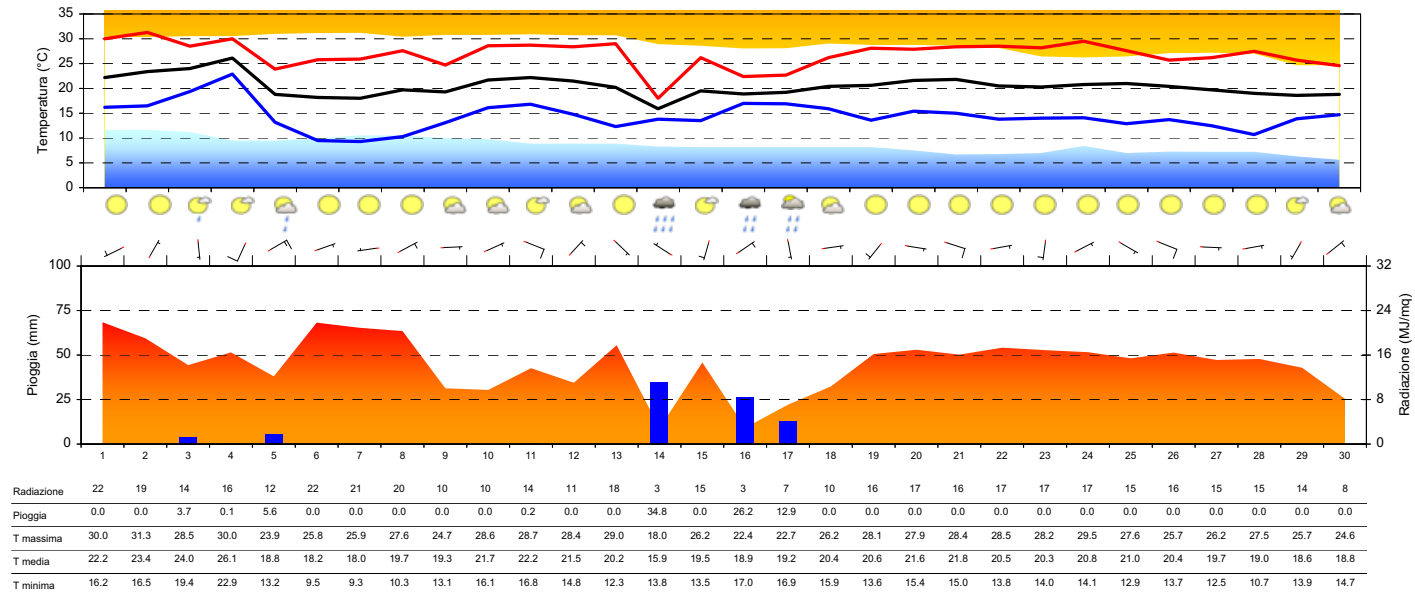 35
30
25
20
15
10
5
0
Temperatura (°C)
100
75
50
25
0
Pioggia (mm)
32
24
16
8
0
Radiazione (MJ/mq)
1 2 3 4 5 6 7 8 9 10 11 12 13 14 15 16 17 18 19 20 21 22 23 24 25 26 27 28 29 30
Radiazione 22 19 14 16 12 22 21 20 10 10 14 11 18 3 15 3 7 10 16 17 16 17 17 17 15 16 15 15 14 8
Pioggia 0.0 0.0 3.7 0.1 5.6 0.0 0.0 0.0 0.0 0.0 0.2 0.0 0.0 34.8 0.0 26.2 12.9 0.0 0.0 0.0 0.0 0.0 0.0 0.0 0.0 0.0 0.0 0.0 0.0 0.0
T massima 30.0 31.3 28.5 30.0 23.9 25.8 25.9 27.6 24.7 28.6 28.7 28.4 29.0 18.0 26.2 22.4 22.7 26.2 28.1 27.9 28.4 28.5 28.2 29.5 27.6 25.7 26.2 27.5 25.7 24.6
T media 22.2 23.4 24.0 26.1 18.8 18.2 18.0 19.7 19.3 21.7 22.2 21.5 20.2 15.9 19.5 18.9 19.2 20.4 20.6 21.6 21.8 20.5 20.3 20.8 21.0 20.4 19.7 19.0 18.6 18.8
T minima 16.2 16.5 19.4 22.9 13.2 9.5 9.3 10.3 13.1 16.1 16.8 14.8 12.3 13.8 13.5 17.0 16.9 15.9 13.6 15.4 15.0 13.8 14.0 14.1 12.9 13.7 12.5 10.7 13.9 14.7